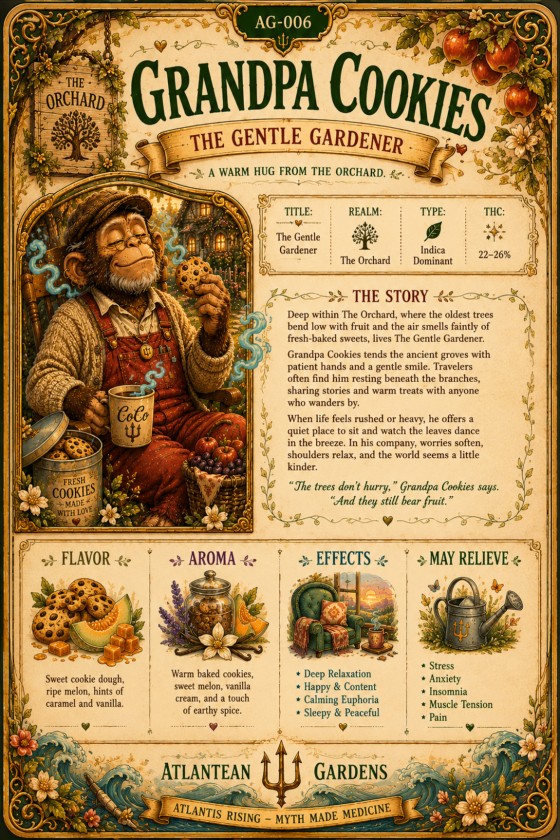 AG-006
THE
ORCHARD
GRANDPA COOKIES
THE GENTLE GARDENER
A WARM HUG FROM THE ORCHARD.
TITLE:
The Gentle
Gardener
REALM:
The Orchard
TYPE:
Indica
Dominant
THC:
22–26%
THE STORY
Deep within The Orchard, where the oldest trees
bend low with fruit and the air smells faintly of
fresh-baked sweets, lives The Gentle Gardener.
Grandpa Cookies tends the ancient groves with
patient hands and a gentle smile. Travelers
often find him resting beneath the branches,
sharing stories and warm treats with anyone
who wanders by.
When life feels rushed or heavy, he offers a
quiet place to sit and watch the leaves dance
in the breeze. In his company, worries soften,
shoulders relax, and the world seems a little
kinder.
“The trees don't hurry,” Grandpa Cookies says.
“And they still bear fruit.”
CoCo
FRESH
COOKIES
MADE
WITH LOVE
FLAVOR
Sweet cookie dough,
ripe melon, hints of
caramel and vanilla.
AROMA
Warm baked cookies,
sweet melon, vanilla
cream, and a touch
of earthy spice.
EFFECTS
• Deep Relaxation
• Happy & Content
• Calming Euphoria
• Sleepy & Peaceful
MAY RELIEVE
• Stress
• Anxiety
• Insomnia
• Muscle Tension
• Pain
ATLANTEAN GARDENS
ATLANTIS RISING – MYTH MADE MEDICINE